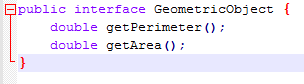 public interface GeometricObject {
    double getPerimeter();
    double getArea();
}